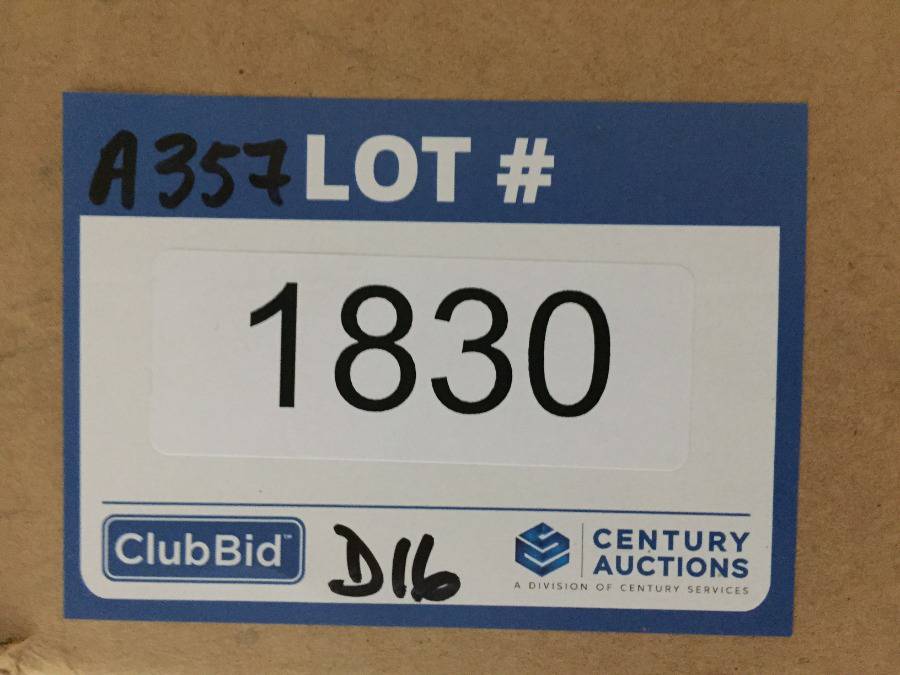 A357 LOT #
1830
ClubBid™
D16
CENTURY
AUCTIONS
A DIVISION OF CENTURY SERVICES